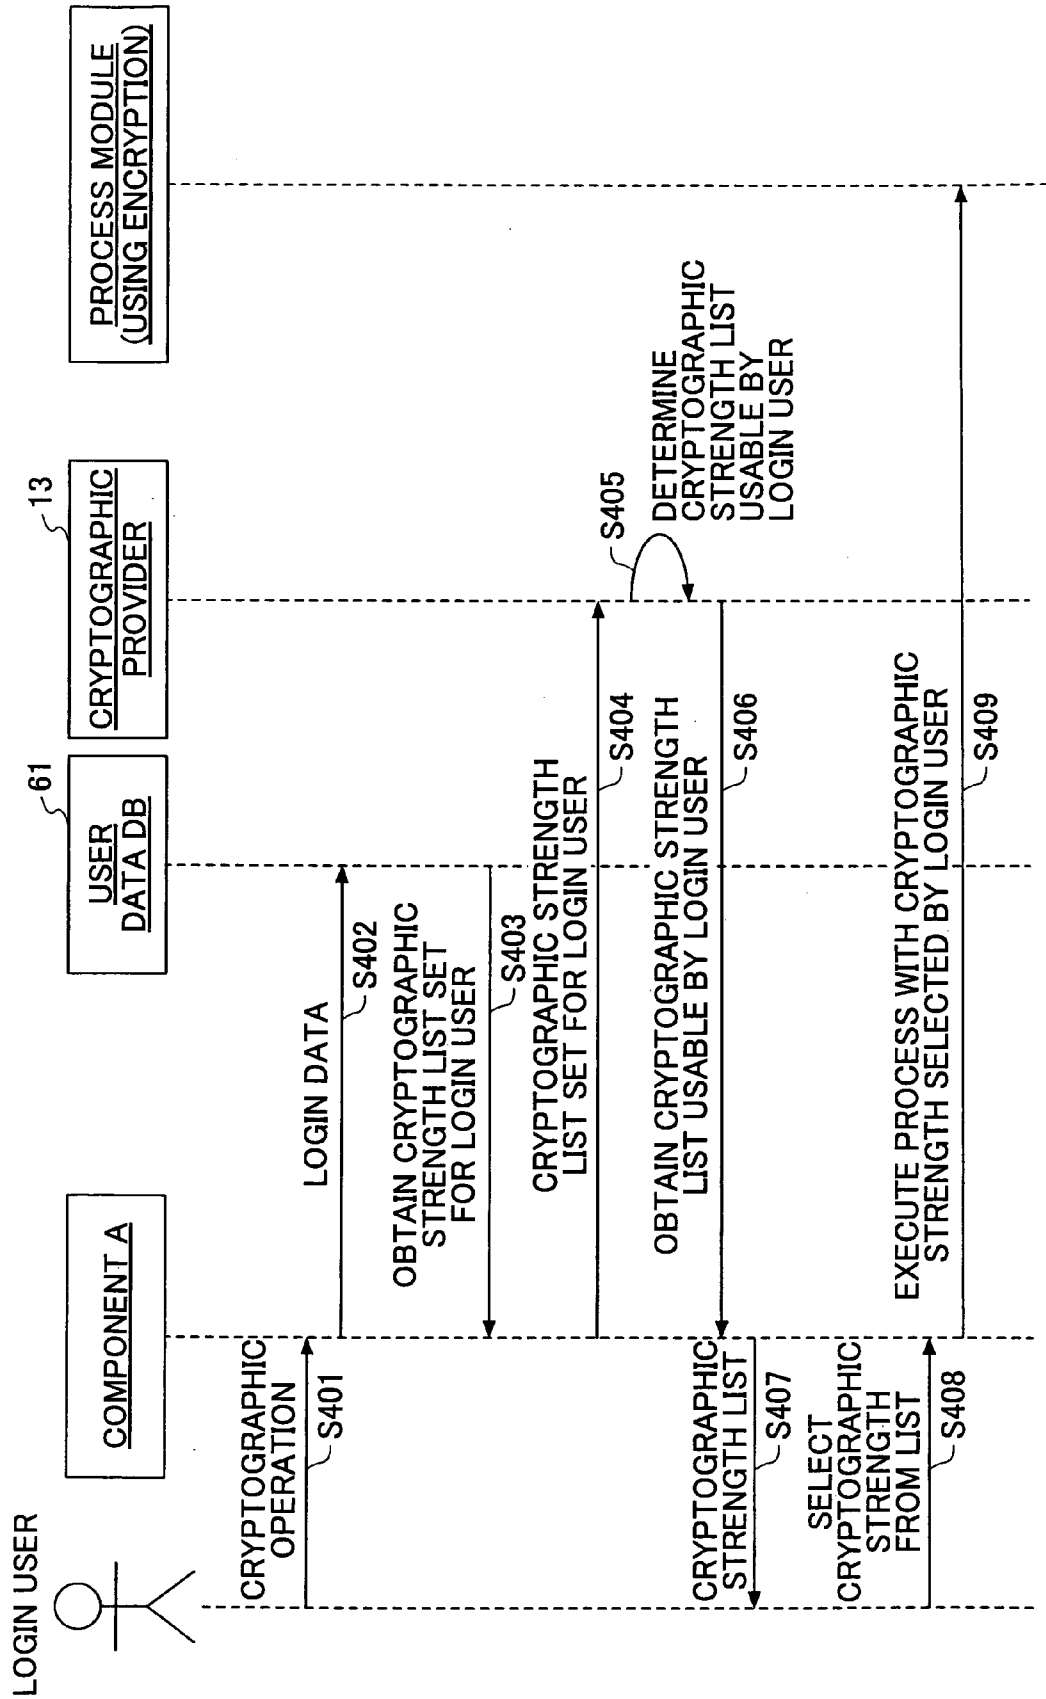 LOGIN USER
COMPONENT A
USER
DATA DB
61
CRYPTOGRAPHIC
PROVIDER
13
PROCESS MODULE
(USING ENCRYPTION)
CRYPTOGRAPHIC
OPERATION
S401
LOGIN DATA
S402
OBTAIN CRYPTOGRAPHIC
STRENGTH LIST SET
FOR LOGIN USER
S403
CRYPTOGRAPHIC STRENGTH
LIST SET FOR LOGIN USER
S404
S405
DETERMINE
CRYPTOGRAPHIC
STRENGTH LIST
USABLE BY
LOGIN USER
OBTAIN CRYPTOGRAPHIC STRENGTH
LIST USABLE BY LOGIN USER
S406
CRYPTOGRAPHIC
STRENGTH LIST
S407
SELECT
CRYPTOGRAPHIC
STRENGTH
FROM LIST
S408
EXECUTE PROCESS WITH CRYPTOGRAPHIC
STRENGTH SELECTED BY LOGIN USER
S409